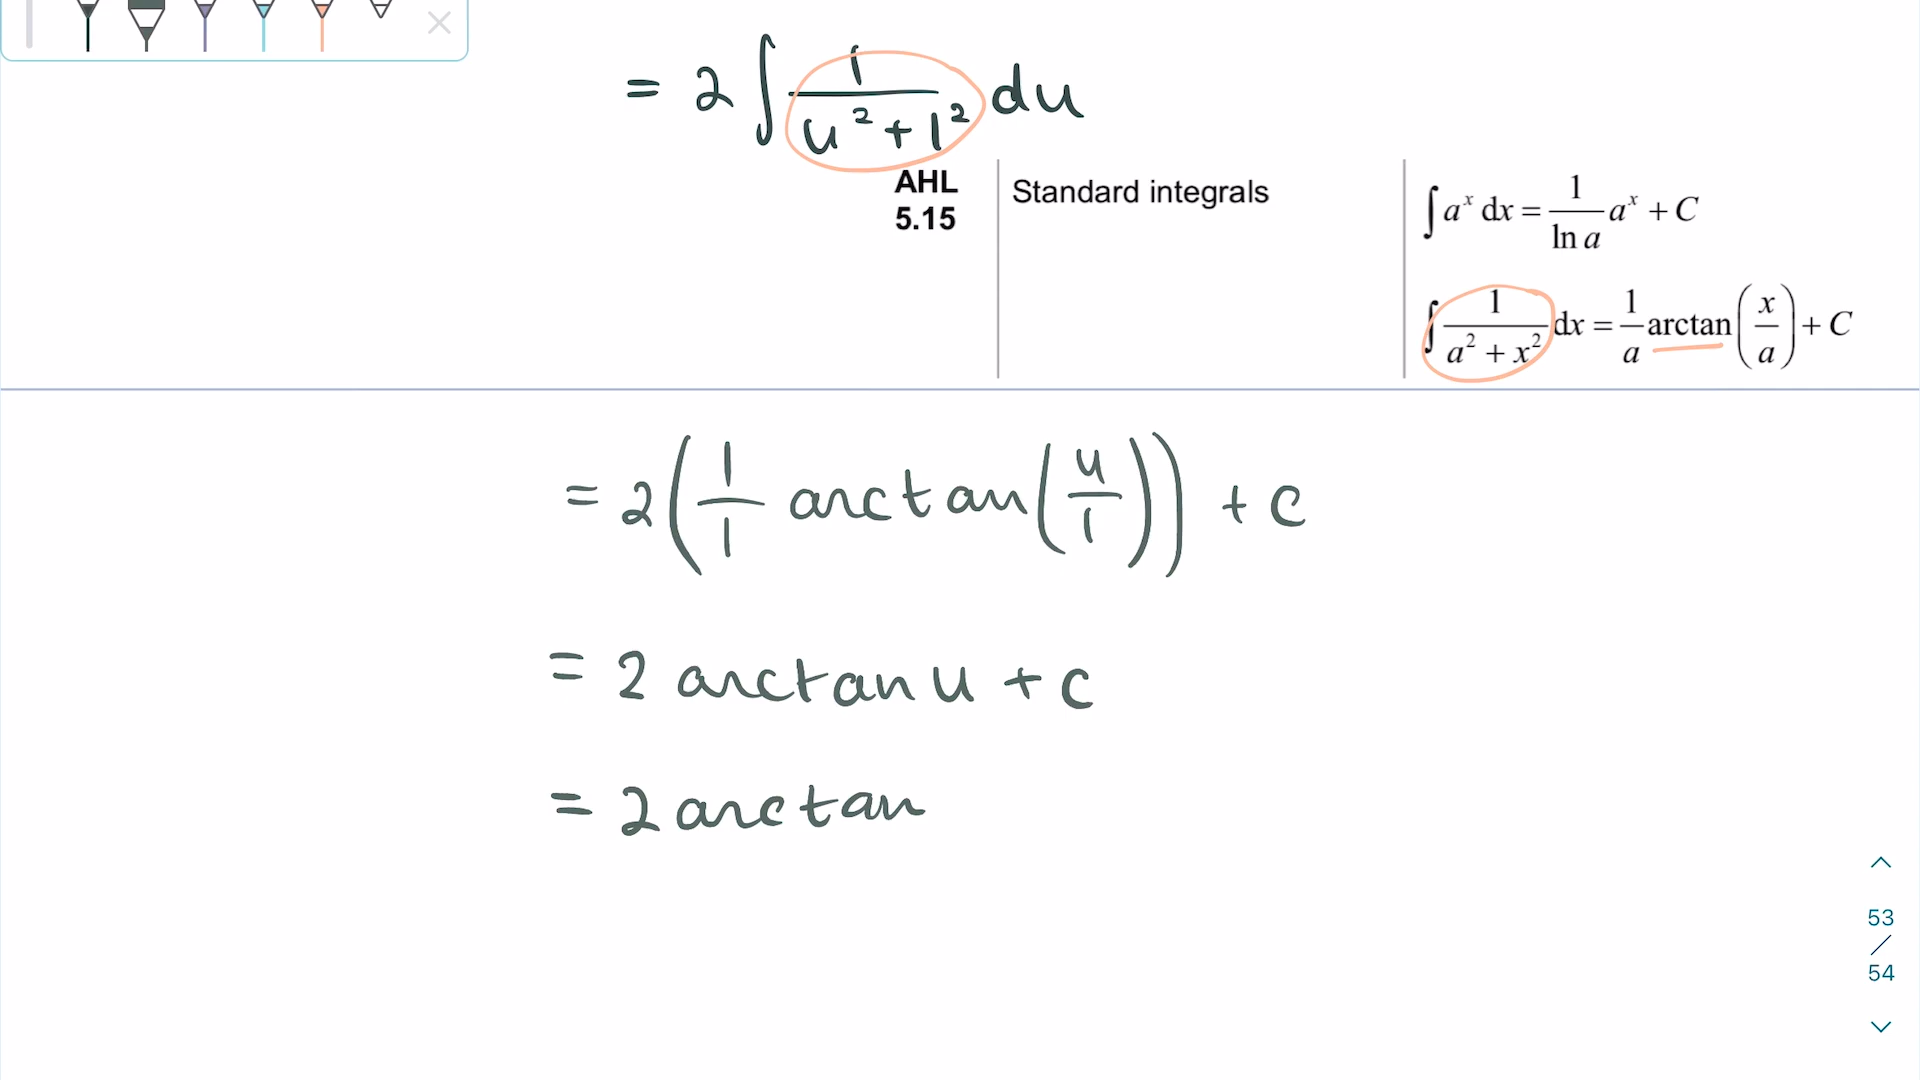 = 2 ∫ 1/(u² + 1²) du
AHL 5.15
Standard integrals
∫ aˣ dx = (1/ln a) aˣ + C
∫ 1/(a² + x²) dx = (1/a) arctan(x/a) + C
= 2(1/1 arctan(u/1)) + c
= 2 arctan u + c
= 2 arctan
53
/
54